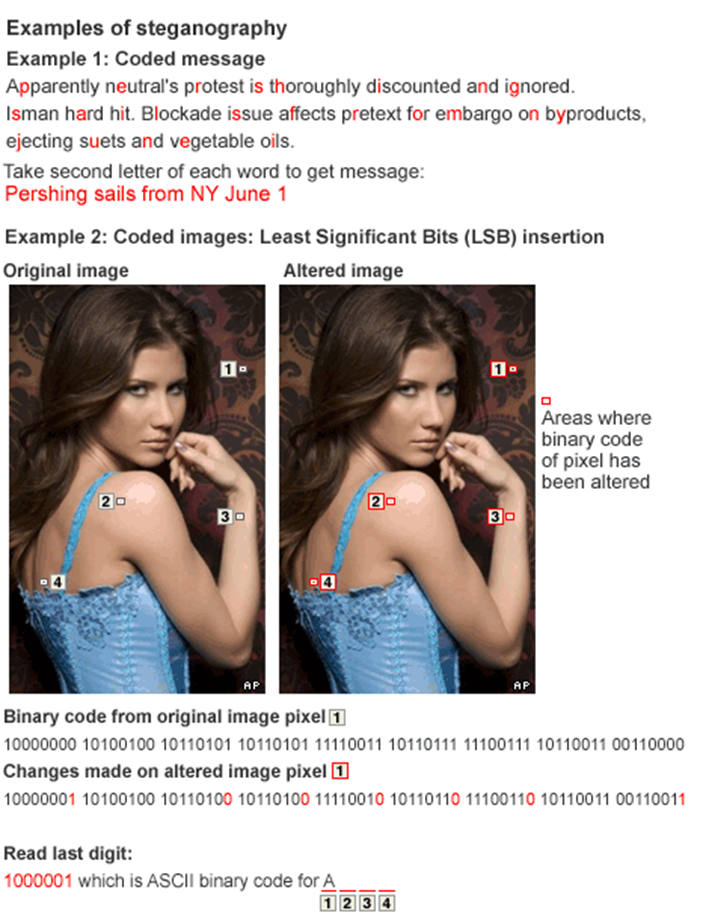 Examples of steganography
Example 1: Coded message
Apparently neutral's protest is thoroughly discounted and ignored.
Isman hard hit. Blockade issue affects pretext for embargo on byproducts,
ejecting suets and vegetable oils.
Take second letter of each word to get message:
Pershing sails from NY June 1
Example 2: Coded images: Least Significant Bits (LSB) insertion
Original image
Altered image
1
2
3
4
AP
1
2
3
4
AP
Areas where
binary code
of pixel has
been altered
Binary code from original image pixel 1
10000000 10100100 10110101 10110101 11110011 10110111 11100111 10110011 00110000
Changes made on altered image pixel 1
10000001 10100100 10110100 10110100 11110010 10110110 11100110 10110011 00110011
Read last digit:
1000001 which is ASCII binary code for A
1 2 3 4